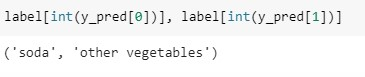 label[int(y_pred[0])], label[int(y_pred[1])]
('soda', 'other vegetables')